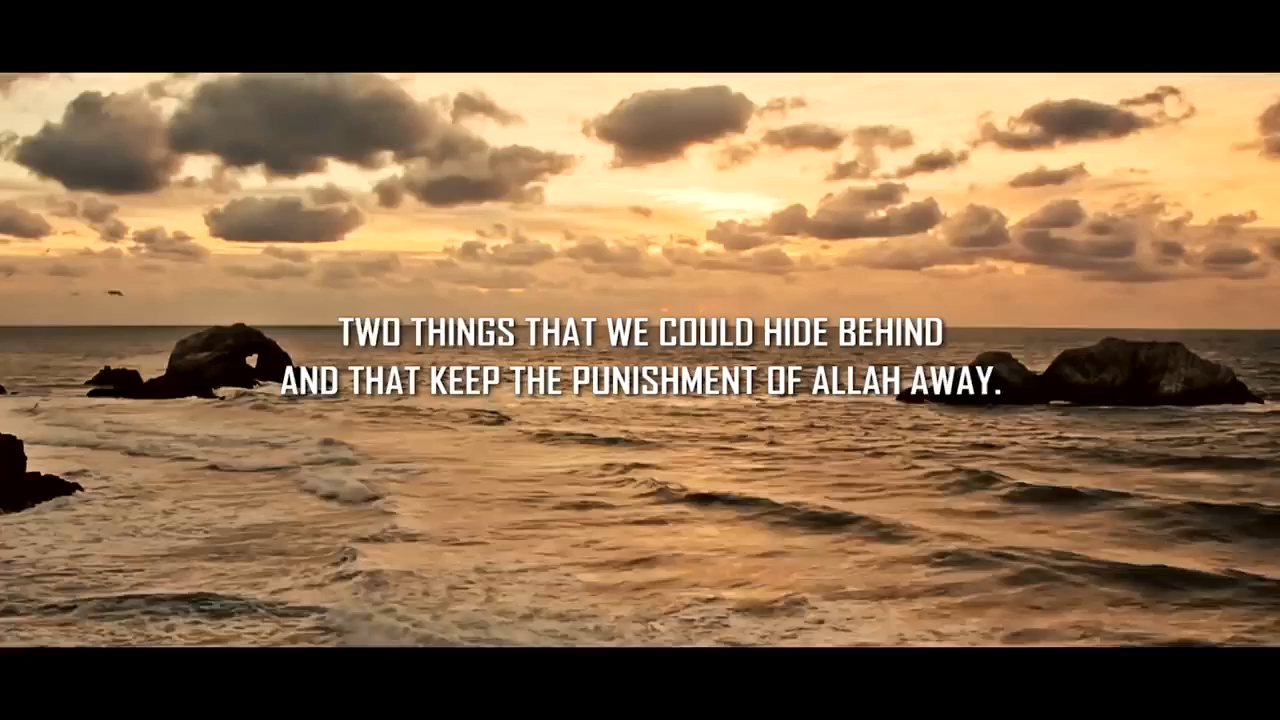 TWO THINGS THAT WE COULD HIDE BEHIND
AND THAT KEEP THE PUNISHMENT OF ALLAH AWAY.